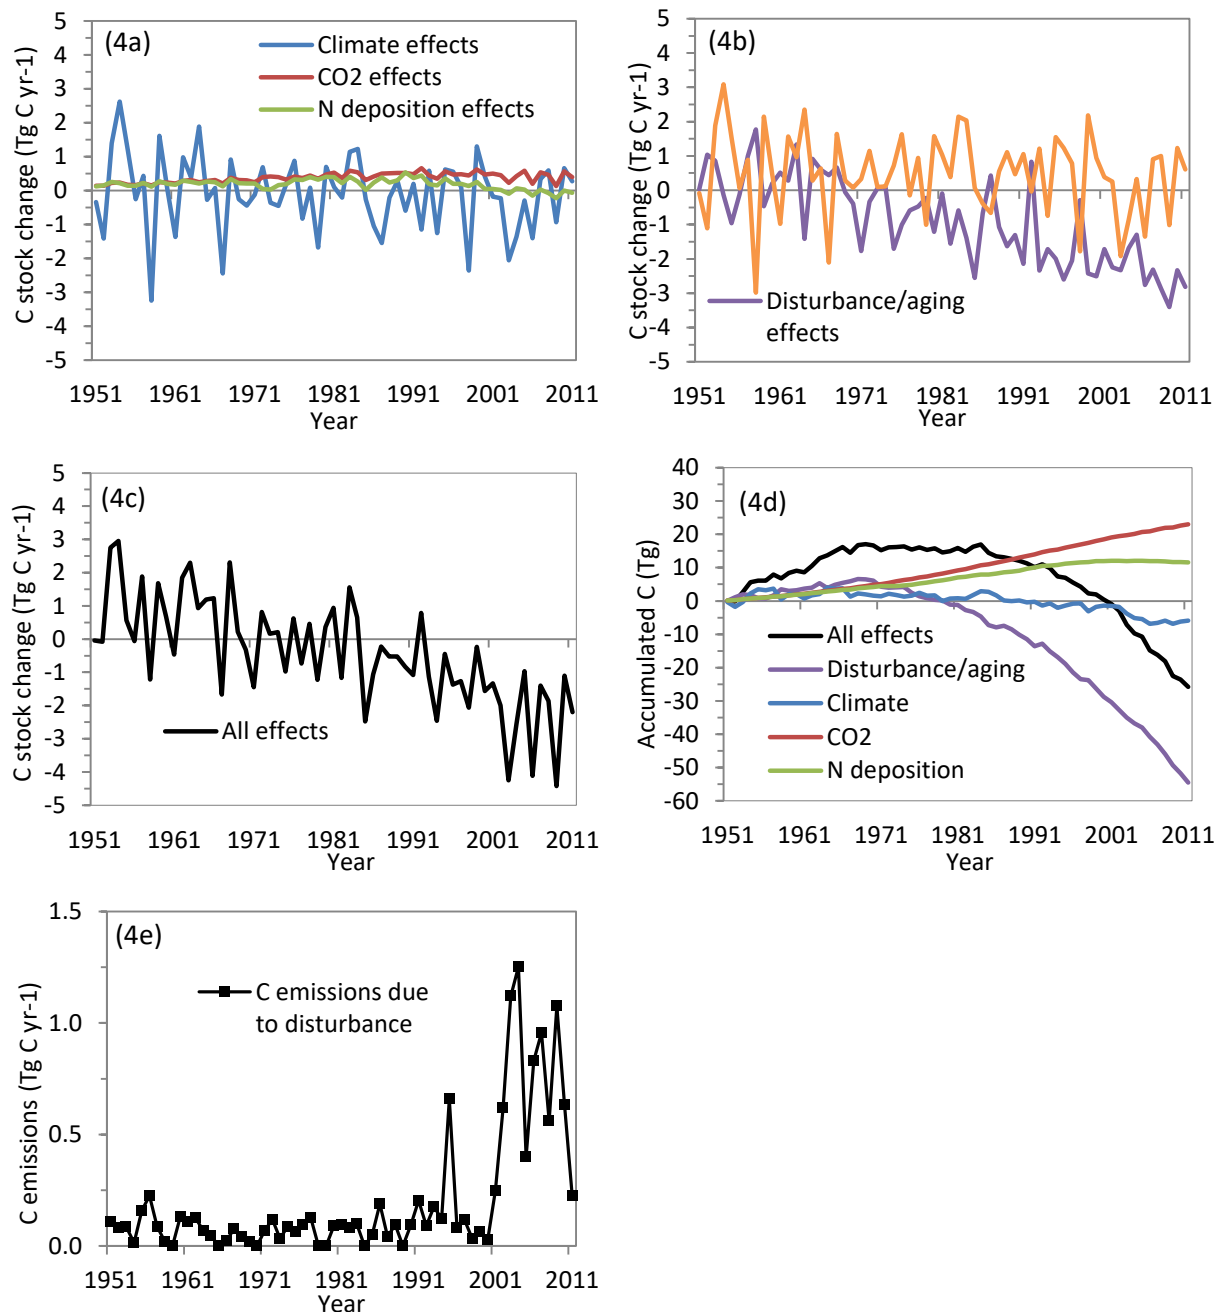 (4a)
Climate effects
CO2 effects
N deposition effects
C stock change (Tg C yr-1)
5
4
3
2
1
0
-1
-2
-3
-4
-5
1951 1961 1971 1981 1991 2001 2011
Year
(4b)
Disturbance/aging
effects
C stock change (Tg C yr-1)
5
4
3
2
1
0
-1
-2
-3
-4
-5
1951 1961 1971 1981 1991 2001 2011
Year
(4c)
All effects
C stock change (Tg C yr-1)
5
4
3
2
1
0
-1
-2
-3
-4
-5
1951 1961 1971 1981 1991 2001 2011
Year
(4d)
All effects
Disturbance/aging
Climate
CO2
N deposition
Accumulated C (Tg)
40
30
20
10
0
-10
-20
-30
-40
-50
-60
1951 1961 1971 1981 1991 2001 2011
Year
(4e)
C emissions due
to disturbance
C emissions (Tg C yr-1)
1.5
1.0
0.5
0.0
1951 1961 1971 1981 1991 2001 2011
Year